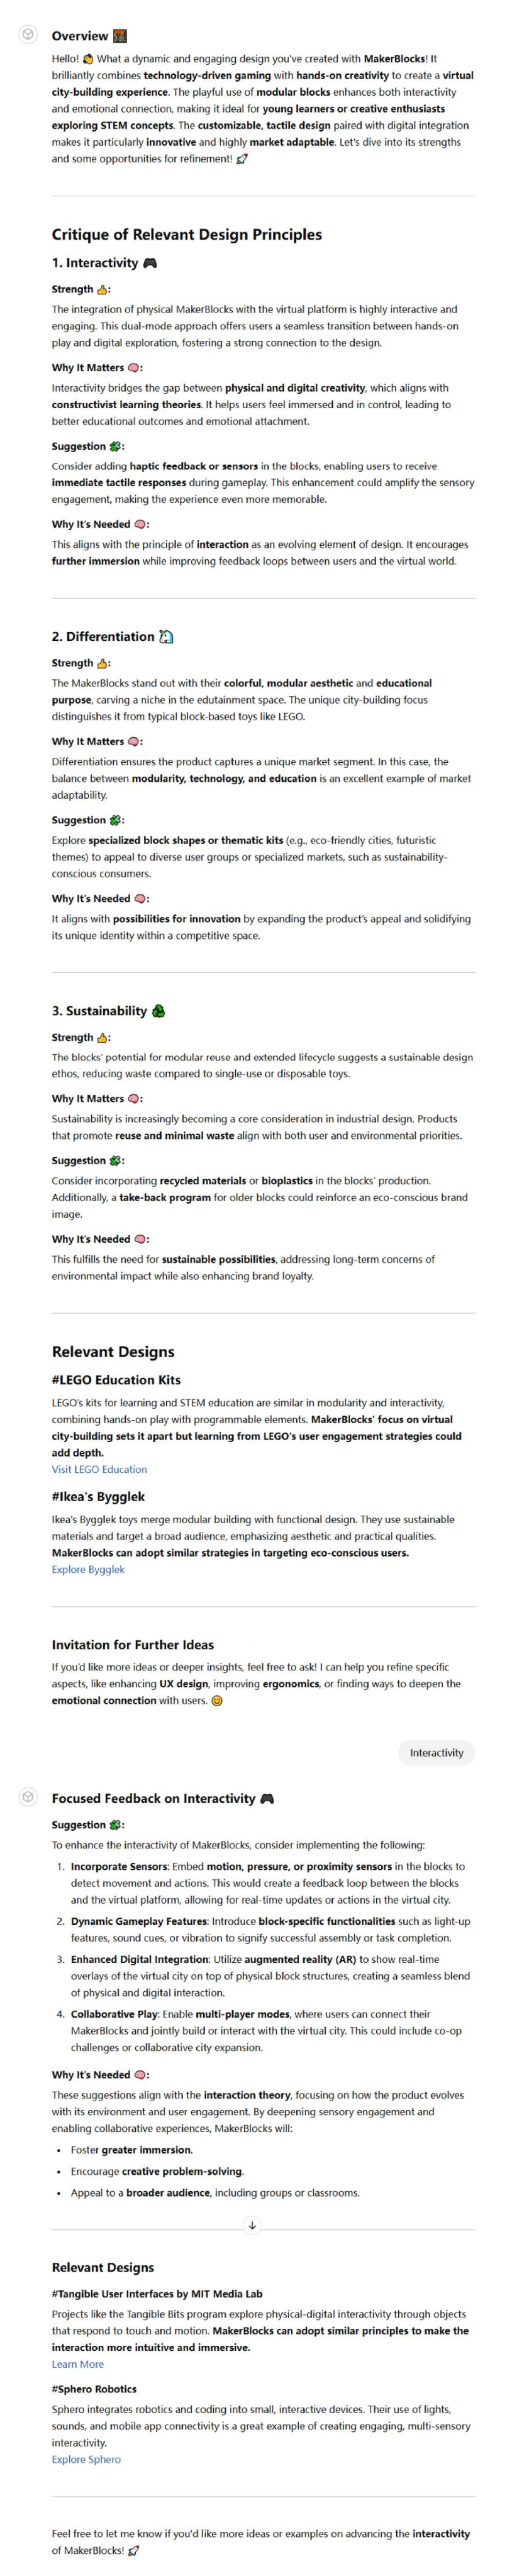 Overview 🌇
Hello! 👏 What a dynamic and engaging design you've created with MakerBlocks! It
brilliantly combines technology-driven gaming with hands-on creativity to create a virtual
city-building experience. The playful use of modular blocks enhances both interactivity
and emotional connection, making it ideal for young learners or creative enthusiasts
exploring STEM concepts. The customizable, tactile design paired with digital integration
makes it particularly innovative and highly market adaptable. Let's dive into its strengths
and some opportunities for refinement! 🚀
Critique of Relevant Design Principles
1. Interactivity 🎮
Strength 👍:
The integration of physical MakerBlocks with the virtual platform is highly interactive and
engaging. This dual-mode approach offers users a seamless transition between hands-on
play and digital exploration, fostering a strong connection to the design.
Why It Matters 🧠:
Interactivity bridges the gap between physical and digital creativity, which aligns with
constructivist learning theories. It helps users feel immersed and in control, leading to
better educational outcomes and emotional attachment.
Suggestion 🧩:
Consider adding haptic feedback or sensors in the blocks, enabling users to receive
immediate tactile responses during gameplay. This enhancement could amplify the sensory
engagement, making the experience even more memorable.
Why It's Needed 🧠:
This aligns with the principle of interaction as an evolving element of design. It encourages
further immersion while improving feedback loops between users and the virtual world.
2. Differentiation 🦄
Strength 👍:
The MakerBlocks stand out with their colorful, modular aesthetic and educational
purpose, carving a niche in the edutainment space. The unique city-building focus
distinguishes it from typical block-based toys like LEGO.
Why It Matters 🧠:
Differentiation ensures the product captures a unique market segment. In this case, the
balance between modularity, technology, and education is an excellent example of market
adaptability.
Suggestion 🧩:
Explore specialized block shapes or thematic kits (e.g., eco-friendly cities, futuristic
themes) to appeal to diverse user groups or specialized markets, such as sustainability-
conscious consumers.
Why It's Needed 🧠:
It aligns with possibilities for innovation by expanding the product's appeal and solidifying
its unique identity within a competitive space.
3. Sustainability ♻
Strength 👍:
The blocks' potential for modular reuse and extended lifecycle suggests a sustainable design
ethos, reducing waste compared to single-use or disposable toys.
Why It Matters 🧠:
Sustainability is increasingly becoming a core consideration in industrial design. Products
that promote reuse and minimal waste align with both user and environmental priorities.
Suggestion 🧩:
Consider incorporating recycled materials or bioplastics in the blocks' production.
Additionally, a take-back program for older blocks could reinforce an eco-conscious brand
image.
Why It's Needed 🧠:
This fulfills the need for sustainable possibilities, addressing long-term concerns of
environmental impact while also enhancing brand loyalty.
Relevant Designs
#LEGO Education Kits
LEGO's kits for learning and STEM education are similar in modularity and interactivity,
combining hands-on play with programmable elements. MakerBlocks' focus on virtual
city-building sets it apart but learning from LEGO's user engagement strategies could
add depth.
Visit LEGO Education
#Ikea's Bygglek
Ikea's Bygglek toys merge modular building with functional design. They use sustainable
materials and target a broad audience, emphasizing aesthetic and practical qualities.
MakerBlocks can adopt similar strategies in targeting eco-conscious users.
Explore Bygglek
Invitation for Further Ideas
If you'd like more ideas or deeper insights, feel free to ask! I can help you refine specific
aspects, like enhancing UX design, improving ergonomics, or finding ways to deepen the
emotional connection with users. 😊
Interactivity
Focused Feedback on Interactivity 🎮
Suggestion 🧩:
To enhance the interactivity of MakerBlocks, consider implementing the following:
1. Incorporate Sensors: Embed motion, pressure, or proximity sensors in the blocks to
detect movement and actions. This would create a feedback loop between the blocks
and the virtual platform, allowing for real-time updates or actions in the virtual city.
2. Dynamic Gameplay Features: Introduce block-specific functionalities such as light-up
features, sound cues, or vibration to signify successful assembly or task completion.
3. Enhanced Digital Integration: Utilize augmented reality (AR) to show real-time
overlays of the virtual city on top of physical block structures, creating a seamless blend
of physical and digital interaction.
4. Collaborative Play: Enable multi-player modes, where users can connect their
MakerBlocks and jointly build or interact with the virtual city. This could include co-op
challenges or collaborative city expansion.
Why It's Needed 🧠:
These suggestions align with the interaction theory, focusing on how the product evolves
with its environment and user engagement. By deepening sensory engagement and
enabling collaborative experiences, MakerBlocks will:
• Foster greater immersion.
• Encourage creative problem-solving.
• Appeal to a broader audience, including groups or classrooms.
Relevant Designs
#Tangible User Interfaces by MIT Media Lab
Projects like the Tangible Bits program explore physical-digital interactivity through objects
that respond to touch and motion. MakerBlocks can adopt similar principles to make the
interaction more intuitive and immersive.
Learn More
#Sphero Robotics
Sphero integrates robotics and coding into small, interactive devices. Their use of lights,
sounds, and mobile app connectivity is a great example of creating engaging, multi-sensory
interactivity.
Explore Sphero
Feel free to let me know if you'd like more ideas or examples on advancing the interactivity
of MakerBlocks! 🚀